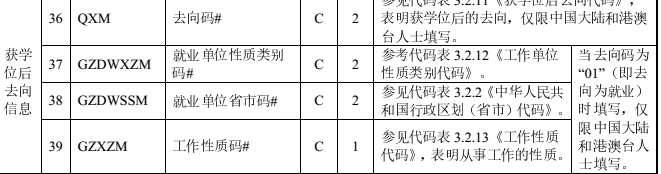 参见代码表 3.2.11《获学位后去向代码》,
36 QXM 去向码# C 2 表明获学位后的去向，仅限中国大陆和港澳
台人士填写。
获学
位后
去向
信息
37 GZDWXZM 就业单位性质类别
码# C 2 参考代码表 3.2.12《工作单位
性质类别代码》。
38 GZDWSSM 就业单位省市码# C 2 参见代码表 3.2.2《中华人民共
和国行政区划（省市）代码》。
39 GZXZM 工作性质码# C 1 参见代码表 3.2.13《工作性质
代码》，表明从事工作的性质。
当去向码为
“01”（即去
向为就业）
时填写，仅
限中国大陆
和港澳台人
士填写。